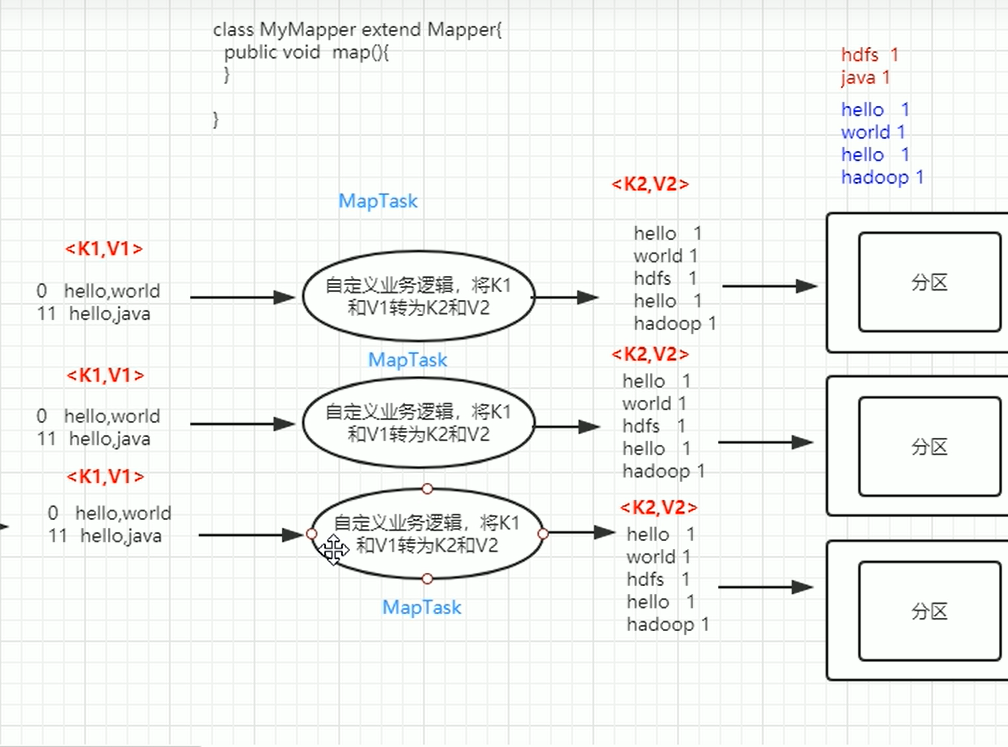 class MyMapper extend Mapper{
public void map(){
}
}
hdfs 1
java 1
hello 1
world 1
hello 1
hadoop 1
MapTask
<K1,V1>
0 hello,world
11 hello,java
自定义业务逻辑，将K1
和V1转为K2和V2
<K2,V2>
hello 1
world 1
hdfs 1
hello 1
hadoop 1
分区
MapTask
<K1,V1>
0 hello,world
11 hello,java
自定义业务逻辑，将K1
和V1转为K2和V2
<K2,V2>
hello 1
world 1
hdfs 1
hello 1
hadoop 1
分区
<K1,V1>
0 hello,world
11 hello,java
自定义业务逻辑，将K1
和V1转为K2和V2
MapTask
<K2,V2>
hello 1
world 1
hdfs 1
hello 1
hadoop 1
分区